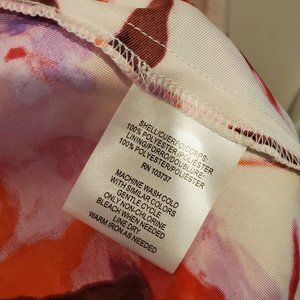 SHELL/CUERPO/CORPS:
100% POLYESTER/POLIESTER
LINING/FORRO/DOUBLURE:
100% POLYESTER/POLIESTER
RN 103737
MACHINE WASH COLD
WITH SIMILAR COLORS
GENTLE CYCLE
ONLY NON-CHLORINE
BLEACH WHEN NEEDED
LINE DRY
WARM IRON AS NEEDED